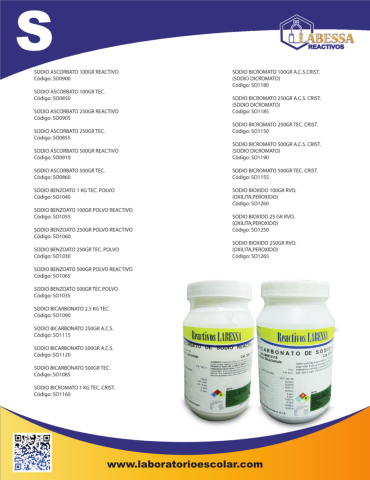 S
LABESSA
REACTIVOS
SODIO ASCORBATO 100GR REACTIVO
Código: SO0900
SODIO ASCORBATO 100GR TEC.
Código: SO0850
SODIO ASCORBATO 250GR REACTIVO
Código: SO0905
SODIO ASCORBATO 250GR TEC.
Código: SO0855
SODIO ASCORBATO 500GR REACTIVO
Código: SO0910
SODIO ASCORBATO 500GR TEC.
Código: SO0860
SODIO BENZOATO 1 KG TEC. POLVO
Código: SO1040
SODIO BENZOATO 100GR POLVO REACTIVO
Código: SO1055
SODIO BENZOATO 250GR POLVO REACTIVO
Código: SO1060
SODIO BENZOATO 250GR TEC. POLVO
Código: SO1030
SODIO BENZOATO 500GR POLVO REACTIVO
Código: SO1065
SODIO BENZOATO 500GR TEC.POLVO
Código: SO1035
SODIO BICARBONATO 2.5 KG TEC.
Código: SO1090
SODIO BICARBONATO 250GR A.C.S.
Código: SO1115
SODIO BICARBONATO 500GR A.C.S.
Código: SO1120
SODIO BICARBONATO 500GR TEC.
Código: SO1085
SODIO BICROMATO 1 KG TEC. CRIST.
Código: SO1160
SODIO BICROMATO 100GR A.C.S.CRIST.
(SODIO DICROMATO)
Código: SO1180
SODIO BICROMATO 250GR A.C.S. CRIST.
(SODIO DICROMATO)
Código: SO1185
SODIO BICROMATO 250GR TEC. CRIST.
Código: SO1150
SODIO BICROMATO 500GR A.C.S. CRIST.
(SODIO DICROMATO)
Código: SO1190
SODIO BICROMATO 500GR TEC. CRIST.
Código: SO1155
SODIO BIOXIDO 100GR RVO.
(OXILITA,PEROXIDO)
Código: SO1260
SODIO BIOXIDO 25 GR RVO.
(OXILITA,PEROXIDO)
Código: SO1250
SODIO BIOXIDO 250GR RVO.
(OXILITA,PEROXIDO)
Código: SO1265
Reactivos LABESSA
Reactivos LABESSA
www.laboratorioescolar.com